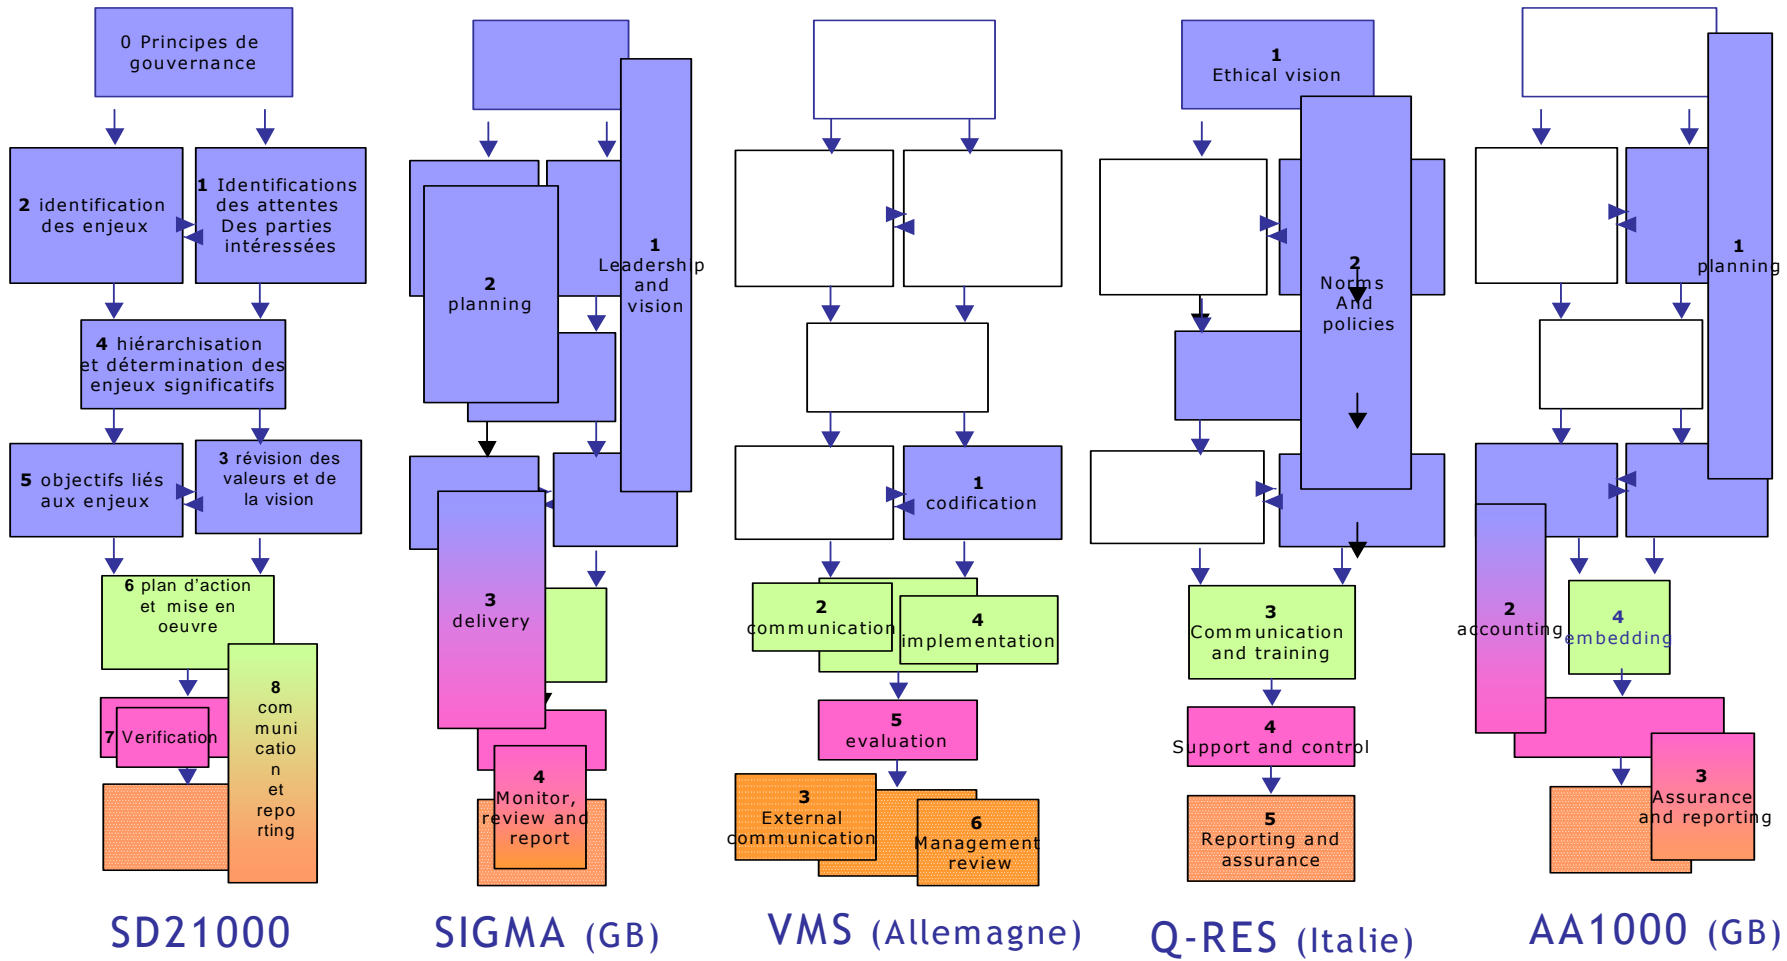 0 Principes de
gouvernance
2 identification
des enjeux
1 Identifications
des attentes
Des parties
intéressées
4 hiérarchisation
et détermination des
enjeux significatifs
5 objectifs liés
aux enjeux
3 révision des
valeurs et de
la vision
6 plan d’action
et mise en
oeuvre
7 Verification
8
com
muni
catio
n
et
repo
rting
SD21000
1
Leadership
and
vision
2
planning
3
delivery
4
Monitor,
review and
report
SIGMA (GB)
1
codification
2
communication
4
implementation
5
evaluation
3
External
communication
6
Management
review
VMS (Allemagne)
1
Ethical vision
2
Norms
And
policies
3
Communication
and training
4
Support and control
5
Reporting and
assurance
Q-RES (Italie)
1
planning
2
accounting
4
embedding
3
Assurance
and reporting
AA1000 (GB)